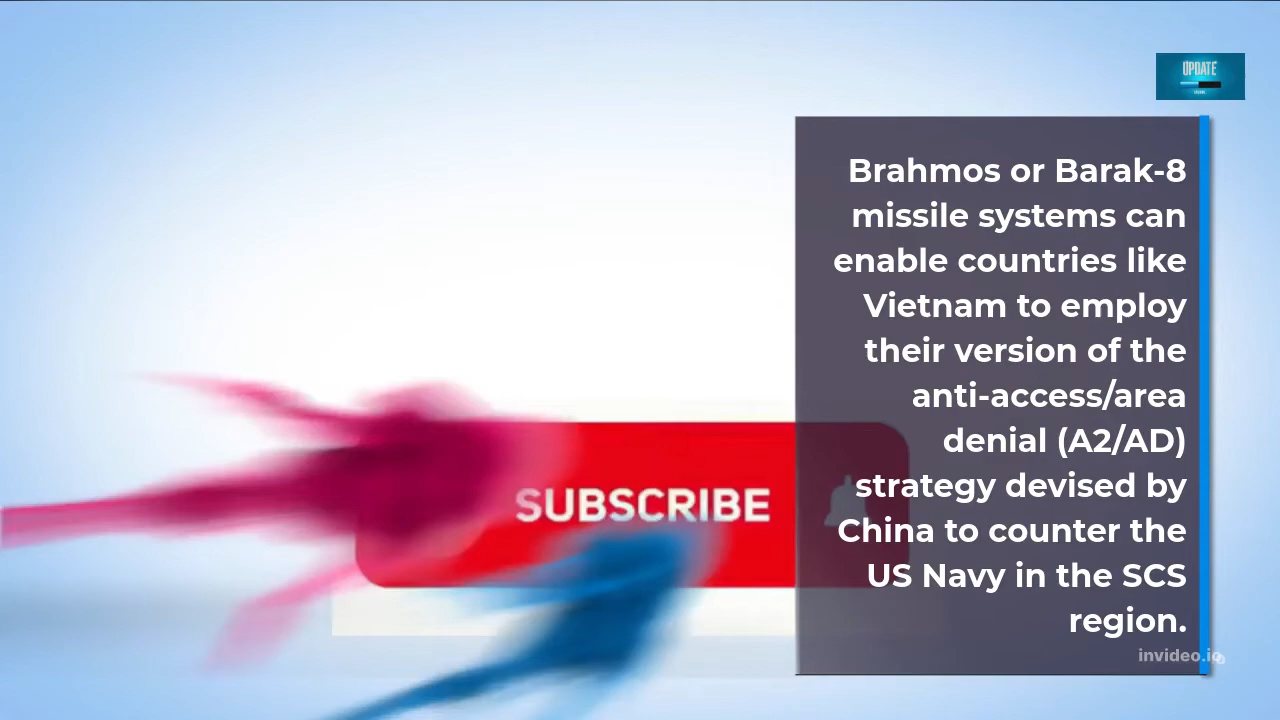 UPDATE
Brahmos or Barak-8
missile systems can
enable countries like
Vietnam to employ
their version of the
anti-access/area
denial (A2/AD)
strategy devised by
China to counter the
US Navy in the SCS
region.
SUBSCRIBE
invideo.io